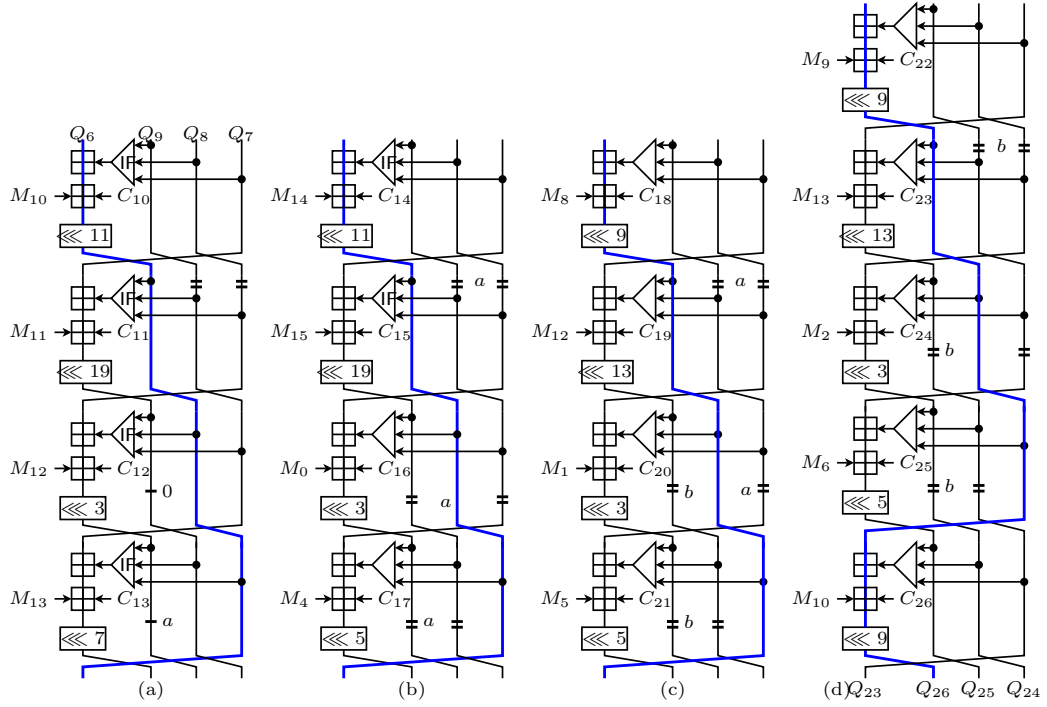 Q₆ Q₉ Q₈ Q₇
IF
M₁₀ C₁₀
⋘ 11
IF
M₁₁ C₁₁
⋘ 19
IF
M₁₂ C₁₂
0
⋘ 3
IF
M₁₃ C₁₃
a
⋘ 7
(a)
IF
M₁₄ C₁₄
⋘ 11
a
IF
M₁₅ C₁₅
⋘ 19
M₀ C₁₆
a
⋘ 3
M₄ C₁₇
a
⋘ 5
(b)
M₈ C₁₈
⋘ 9
a
M₁₂ C₁₉
⋘ 13
M₁ C₂₀
b a
⋘ 3
M₅ C₂₁
b
⋘ 5
(c)
M₉ C₂₂
⋘ 9
b
M₁₃ C₂₃
⋘ 13
M₂ C₂₄
b
⋘ 3
M₆ C₂₅
b
⋘ 5
M₁₀ C₂₆
⋘ 9
(d) Q₂₃ Q₂₆ Q₂₅ Q₂₄